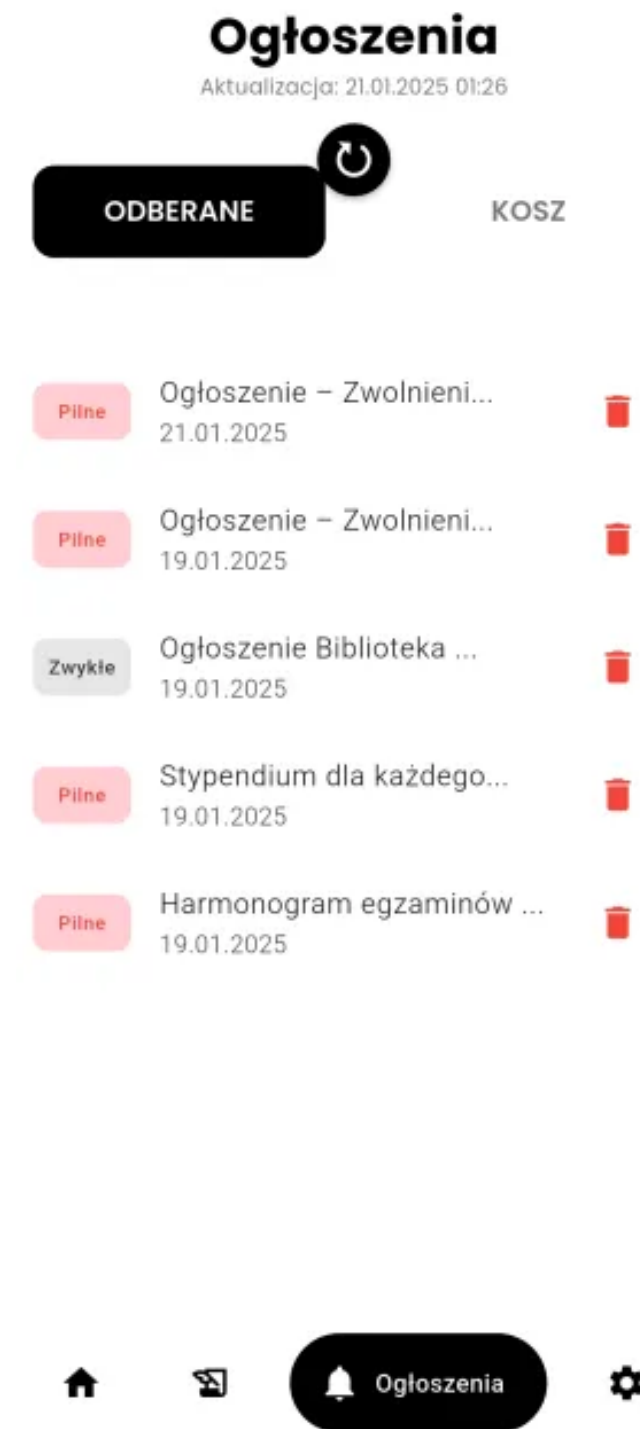 Ogłoszenia
Aktualizacja: 21.01.2025 01:26
ODBERANE
KOSZ
Pilne
Ogłoszenie – Zwolnieni...
21.01.2025
Pilne
Ogłoszenie – Zwolnieni...
19.01.2025
Zwykłe
Ogłoszenie Biblioteka ...
19.01.2025
Pilne
Stypendium dla każdego...
19.01.2025
Pilne
Harmonogram egzaminów ...
19.01.2025
Ogłoszenia